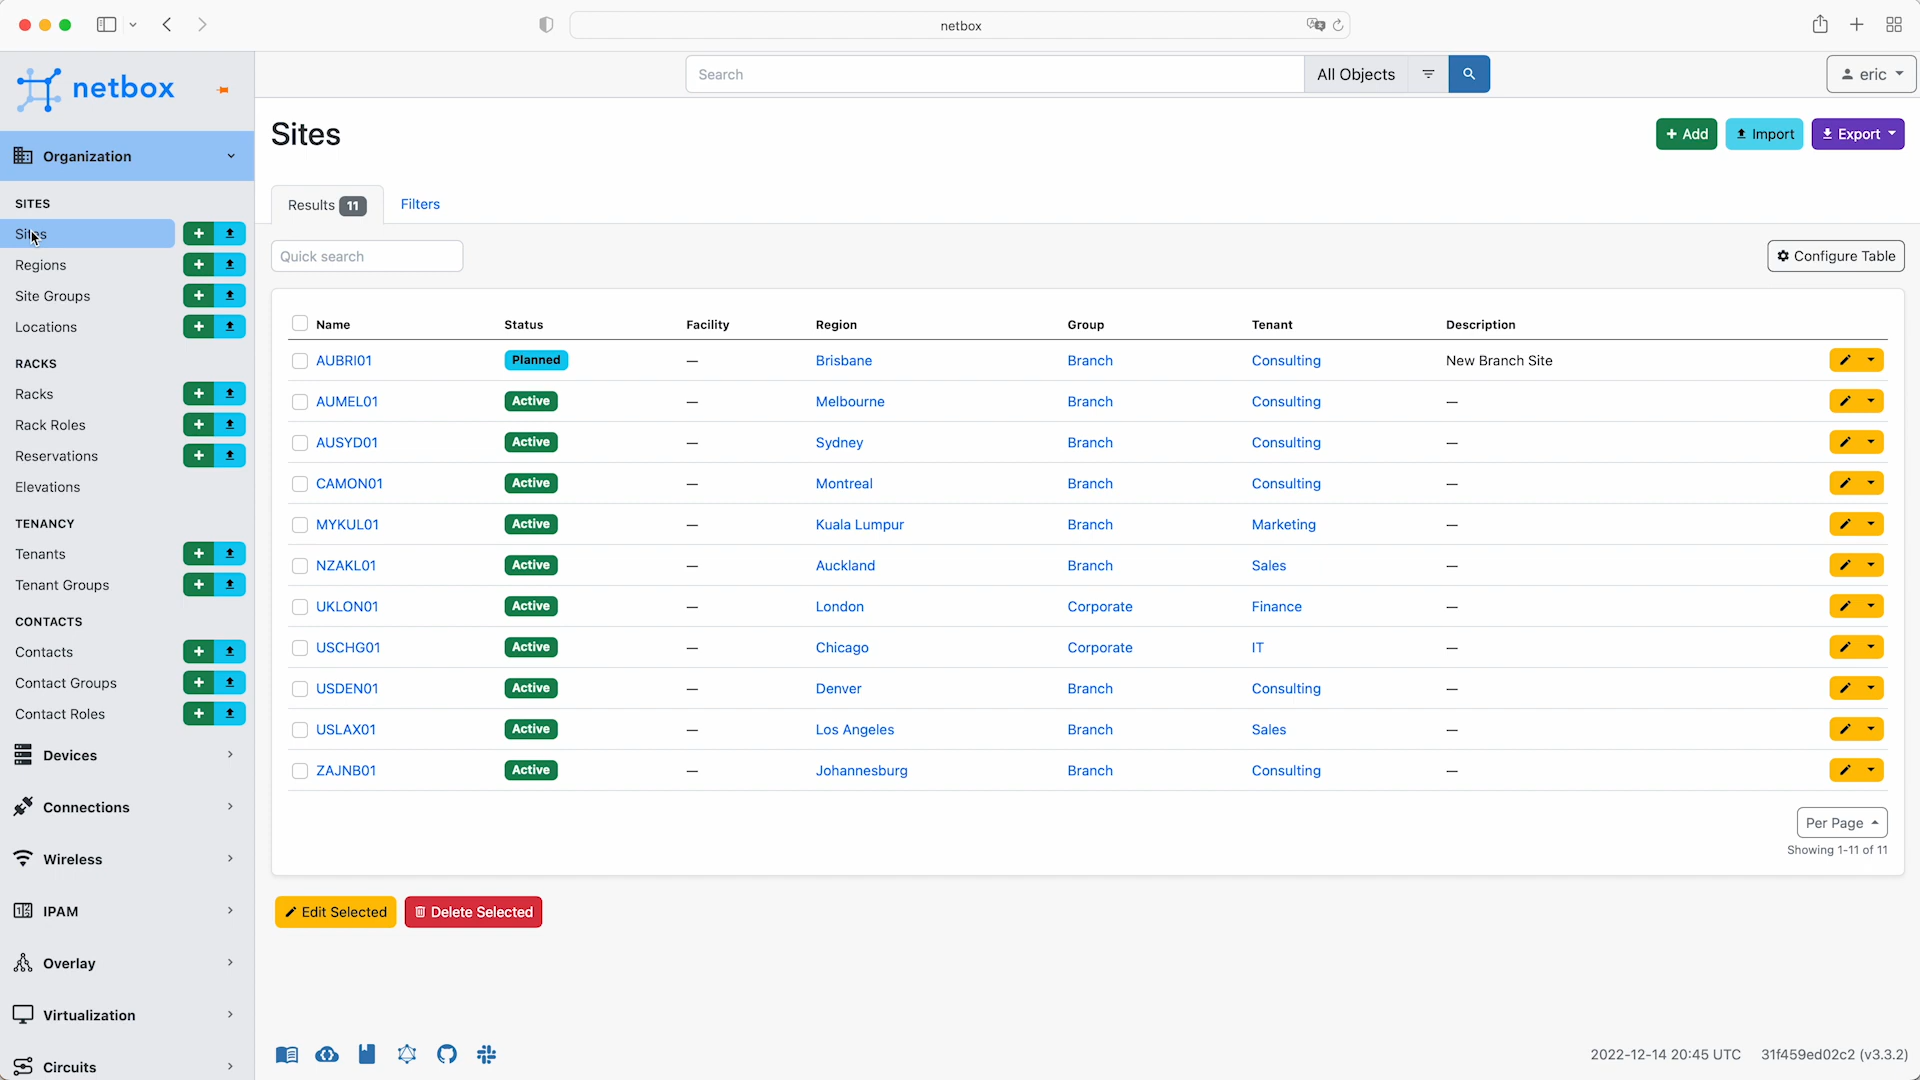 netbox
netbox
Search
All Objects
eric
Organization
SITES
Sites
Regions
Site Groups
Locations
RACKS
Racks
Rack Roles
Reservations
Elevations
TENANCY
Tenants
Tenant Groups
CONTACTS
Contacts
Contact Groups
Contact Roles
Devices
Connections
Wireless
IPAM
Overlay
Virtualization
Circuits
Sites
+ Add
Import
Export
Results 11
Filters
Quick search
Configure Table
Name Status Facility Region Group Tenant Description
AUBRI01 Planned — Brisbane Branch Consulting New Branch Site
AUMEL01 Active — Melbourne Branch Consulting —
AUSYD01 Active — Sydney Branch Consulting —
CAMON01 Active — Montreal Branch Consulting —
MYKUL01 Active — Kuala Lumpur Branch Marketing —
NZAKL01 Active — Auckland Branch Sales —
UKLON01 Active — London Corporate Finance —
USCHG01 Active — Chicago Corporate IT —
USDEN01 Active — Denver Branch Consulting —
USLAX01 Active — Los Angeles Branch Sales —
ZAJNB01 Active — Johannesburg Branch Consulting —
Per Page
Showing 1-11 of 11
Edit Selected
Delete Selected
2022-12-14 20:45 UTC 31f459ed02c2 (v3.3.2)